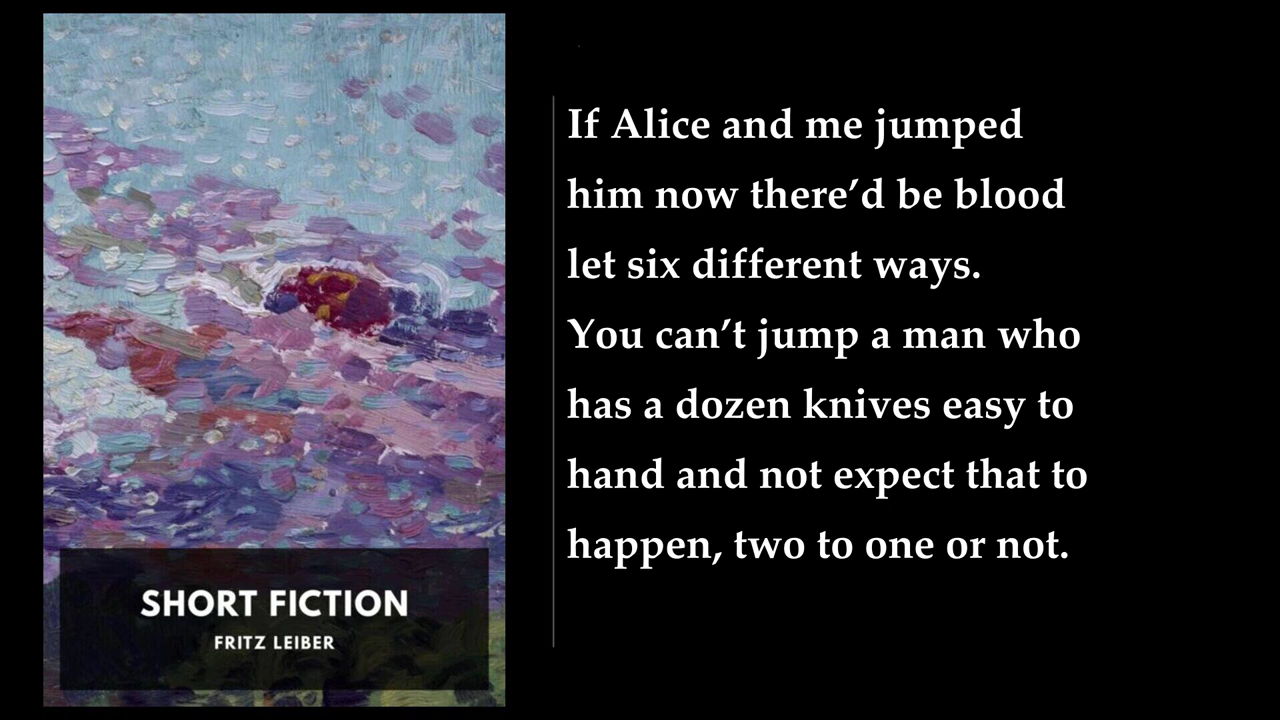 SHORT FICTION
FRITZ LEIBER
If Alice and me jumped
him now there’d be blood
let six different ways.
You can’t jump a man who
has a dozen knives easy to
hand and not expect that to
happen, two to one or not.